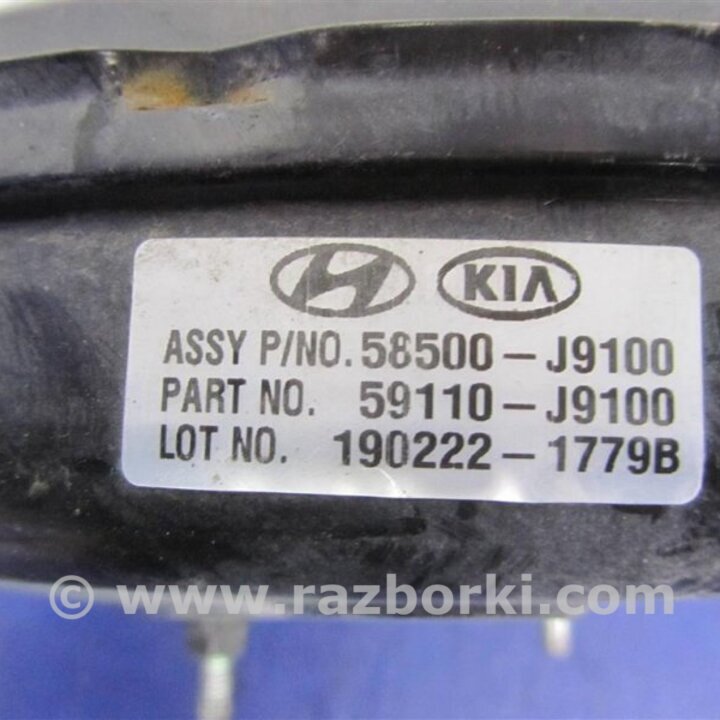 KIA
ASSY P/NO. 58500-J9100
PART NO. 59110-J9100
LOT NO. 190222-1779B
© www.razborki.com